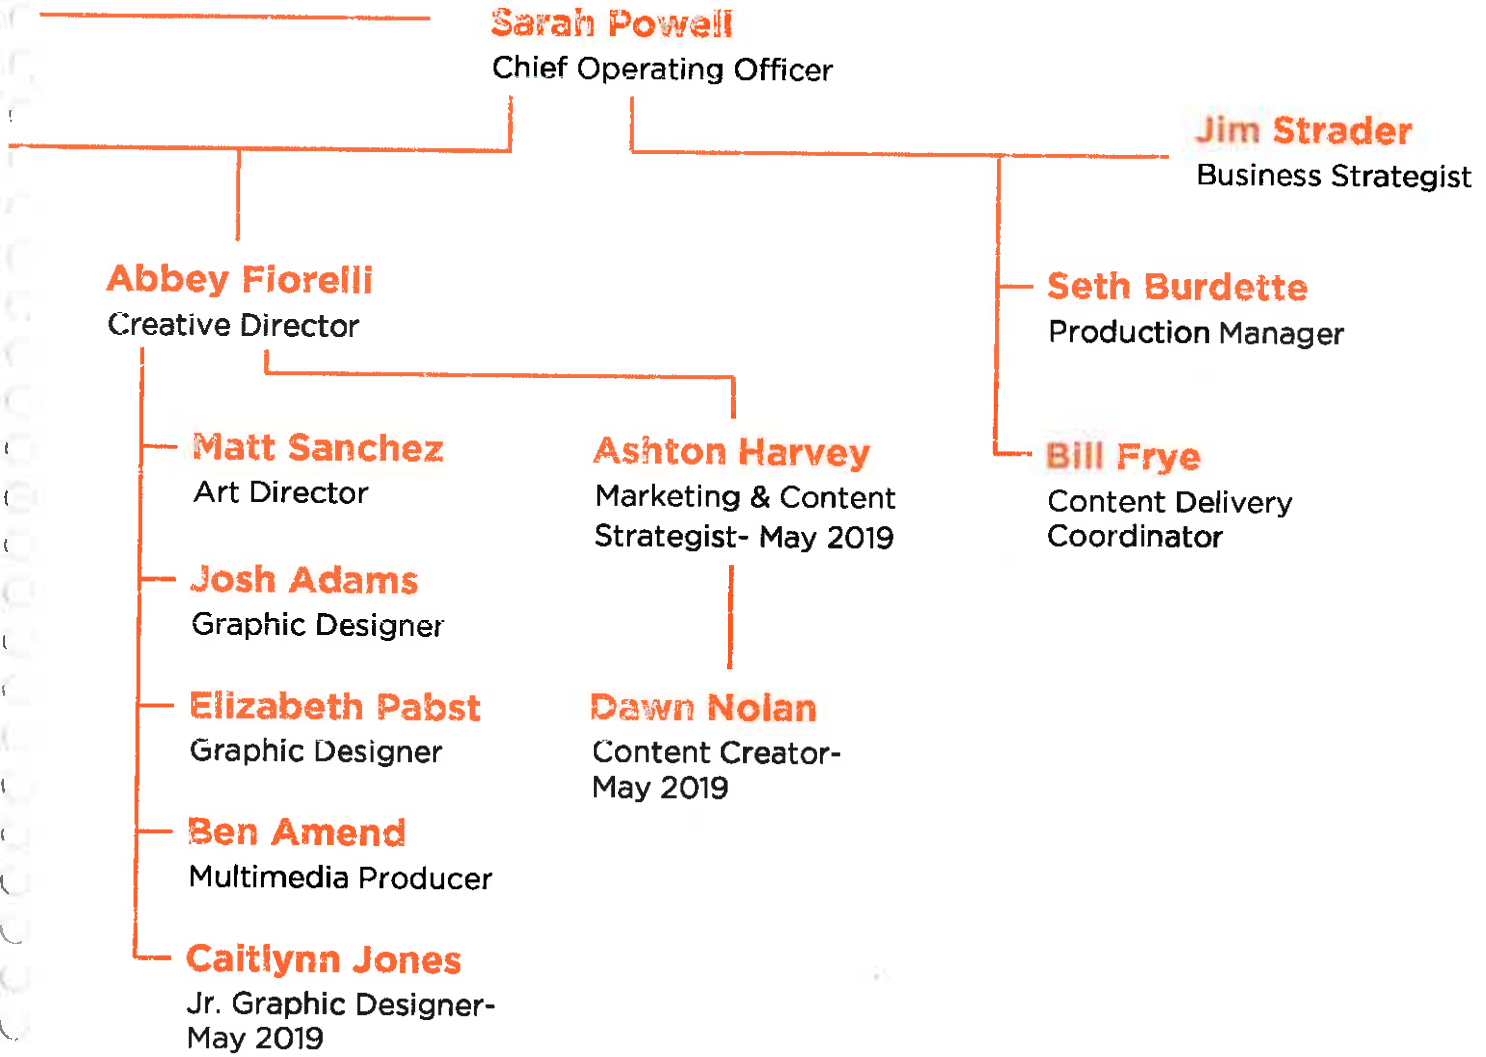 Sarah Powell
Chief Operating Officer
Jim Strader
Business Strategist
Abbey Fiorelli
Creative Director
Seth Burdette
Production Manager
Matt Sanchez
Art Director
Ashton Harvey
Marketing & Content
Strategist- May 2019
Bill Frye
Content Delivery
Coordinator
Josh Adams
Graphic Designer
Elizabeth Pabst
Graphic Designer
Dawn Nolan
Content Creator-
May 2019
Ben Amend
Multimedia Producer
Caitlynn Jones
Jr. Graphic Designer-
May 2019